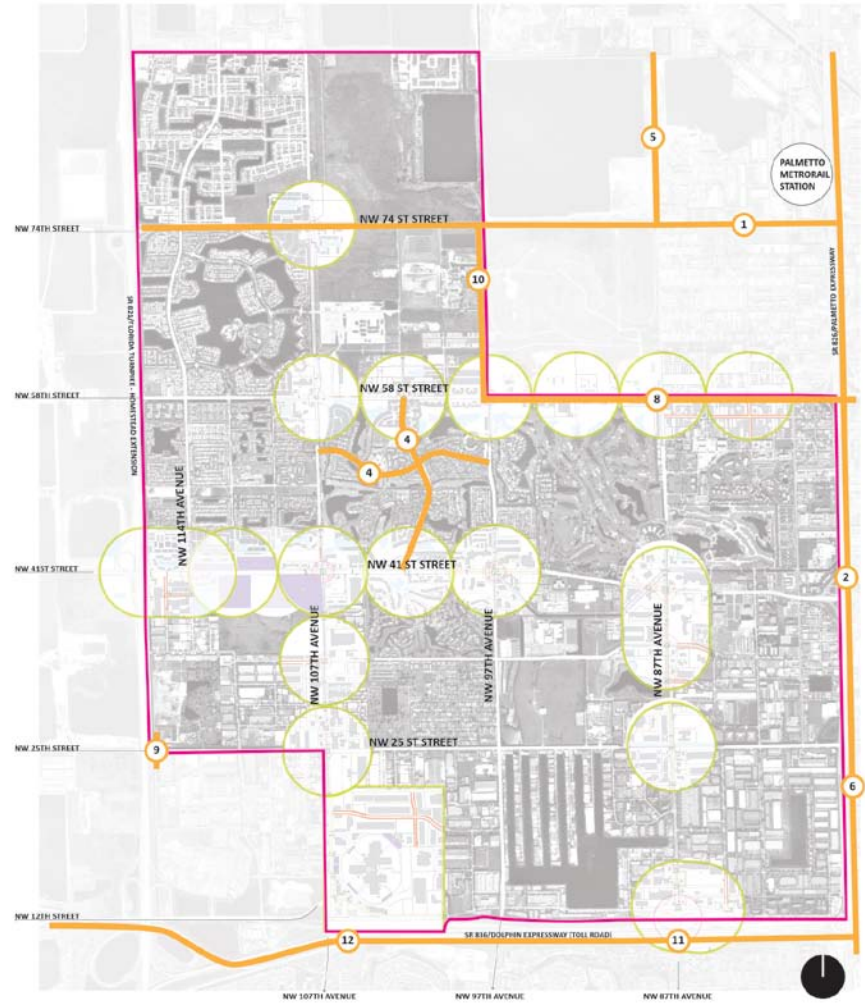 5
PALMETTO
METRORAIL
STATION
NW 74TH STREET
NW 74 ST STREET
1
10
SR 821/FLORIDA TURNPIKE - HOMESTEAD EXTENSION
SR 826/PALMETTO EXPRESSWAY
NW 58TH STREET
NW 58 ST STREET
8
4
4
NW 114TH AVENUE
NW 41ST STREET
NW 41 ST STREET
2
NW 107TH AVENUE
NW 97TH AVENUE
NW 87TH AVENUE
NW 25TH STREET
9
NW 25 ST STREET
6
NW 12TH STREET
SR 836/DOLPHIN EXPRESSWAY (TOLL ROAD)
12
11
NW 107TH AVENUE
NW 97TH AVENUE
NW 87TH AVENUE